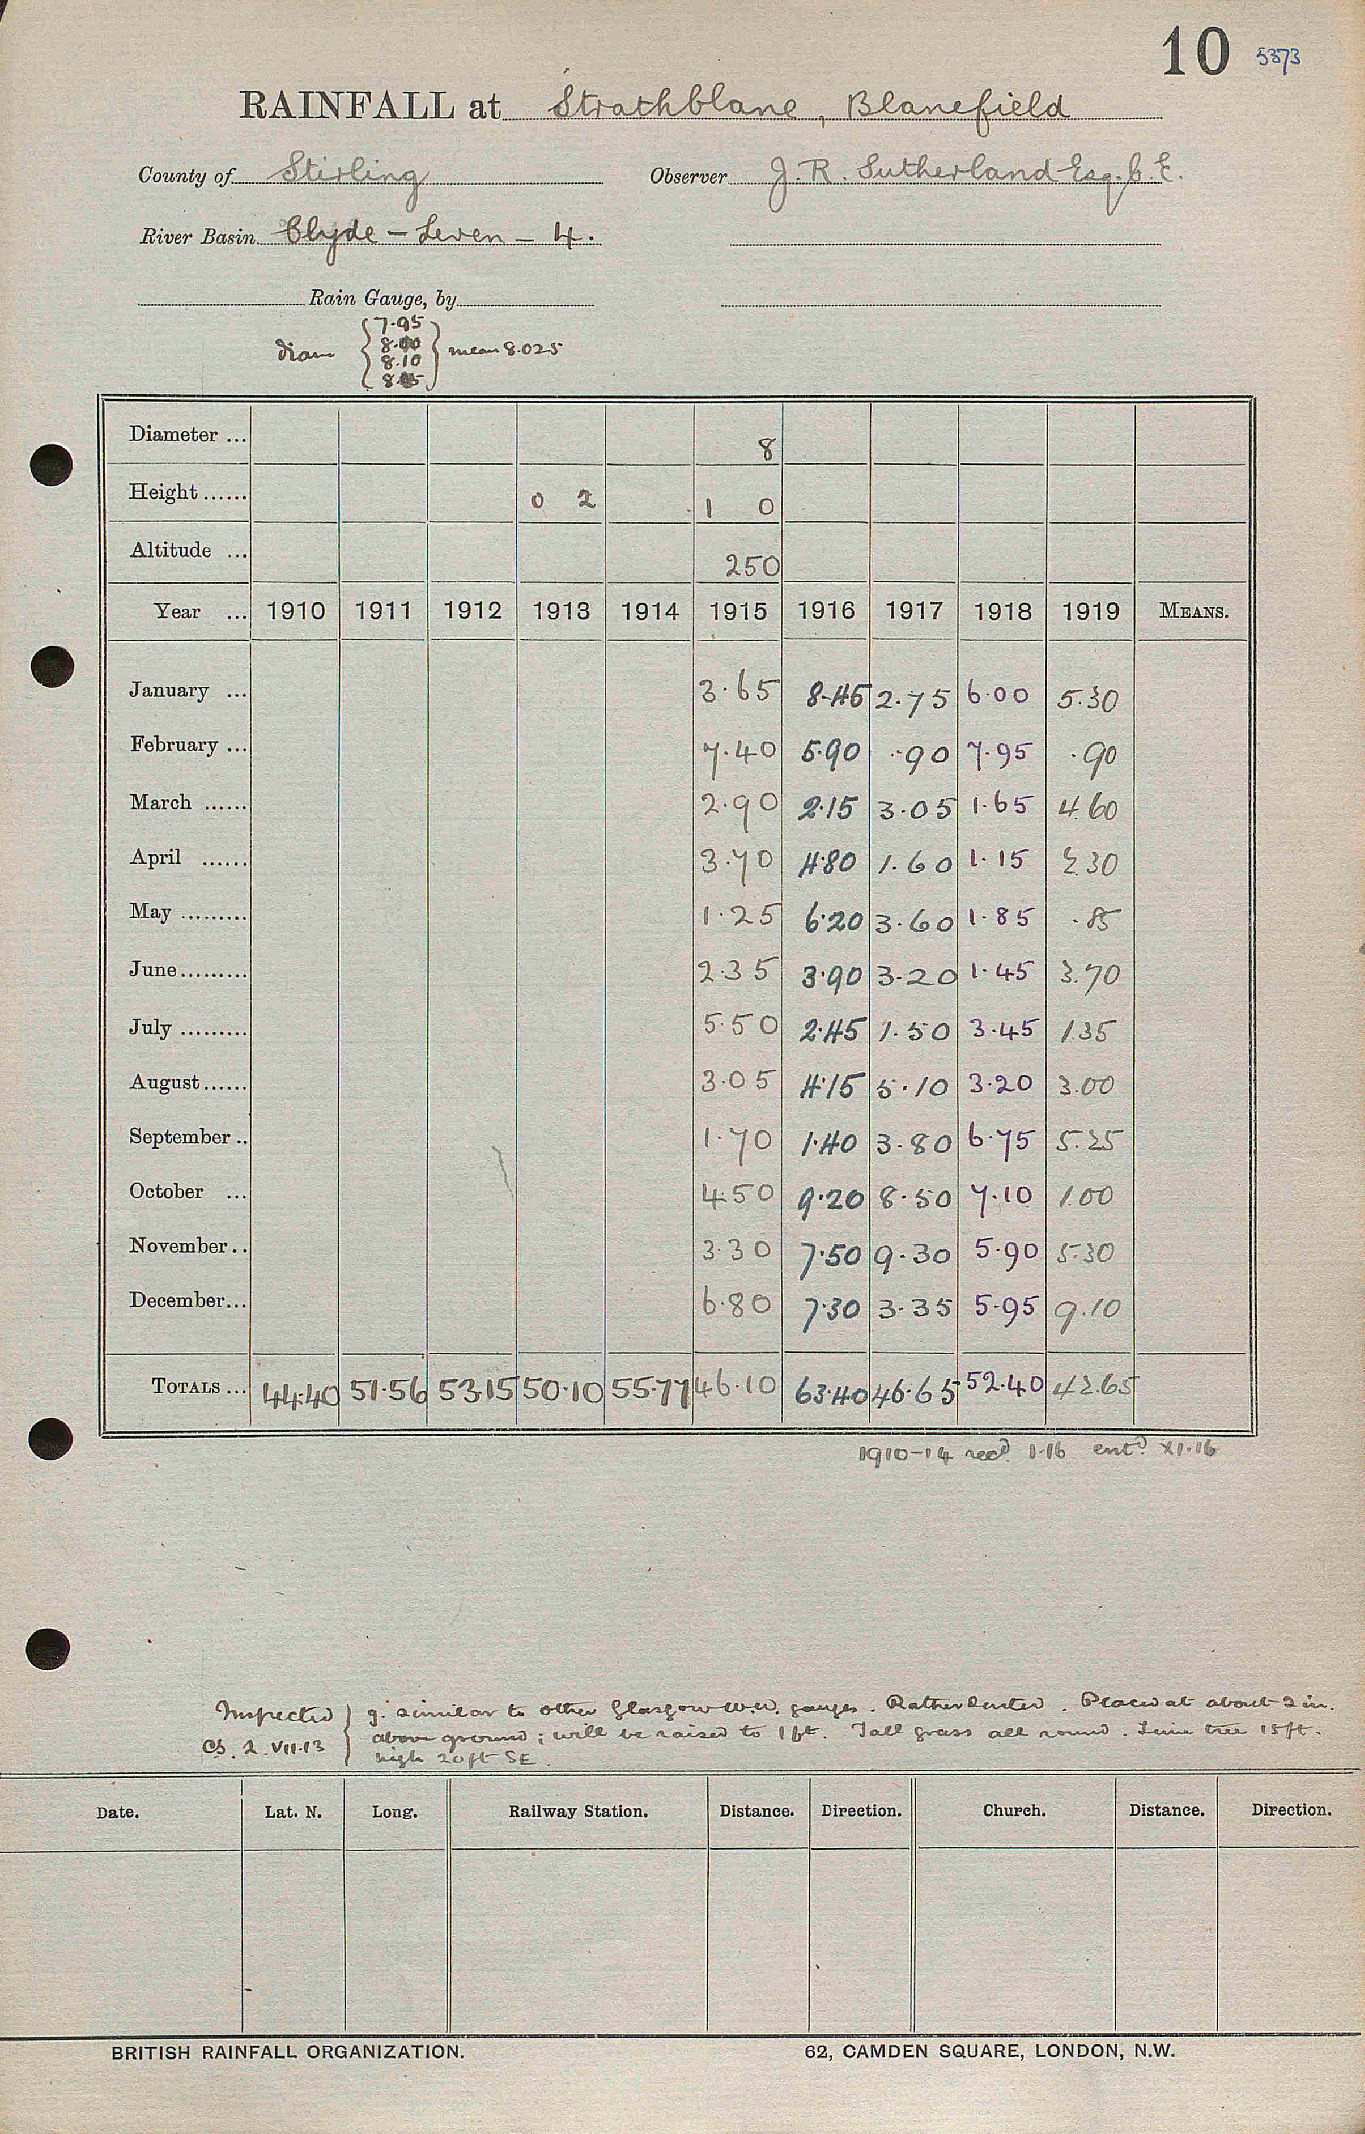 10 5373
RAINFALL at Strathblane, Blanefield
County of Stirling Observer J. R. Sutherland Esq. C.E.
River Basin Clyde – Leven – 4.
Rain Gauge, by
diam { 7.95 8.00 8.10 8.05 } mean 8.025
Diameter ... 8
Height ...... 0 2 1 0
Altitude ... 250
Year ... 1910 1911 1912 1913 1914 1915 1916 1917 1918 1919 MEANS.
January ... 3.65 8.45 2.75 6.00 5.30
February ... 7.40 5.90 .90 7.95 .90
March ...... 2.90 2.15 3.05 1.65 4.60
April ...... 3.70 4.80 1.60 1.15 2.30
May ......... 1.25 6.20 3.60 1.85 .85
June ......... 2.35 3.90 3.20 1.45 3.70
July ......... 5.50 2.45 1.50 3.45 1.35
August ...... 3.05 4.15 5.10 3.20 3.00
September .. 1.70 1.40 3.80 6.75 5.25
October ... 4.50 9.20 8.50 7.10 1.00
November .. 3.30 7.50 9.30 5.90 5.30
December ... 6.80 7.30 3.35 5.95 9.10
TOTALS ... 44.40 51.56 53.15 50.10 55.77 46.10 63.40 46.65 52.40 42.65
1910–14 recd. 1.16 entd. XI.16
Inspected } g. similar to other Glasgow W.W. gauges. Rather . Placed at about 2 in.
CS. 2.VII.13 } above ground; will be raised to 1 ft. Tall grass all round. Lime tree 15 ft.
high 20 ft SE.
Date. Lat. N. Long. Railway Station. Distance. Direction. Church. Distance. Direction.
BRITISH RAINFALL ORGANIZATION. 62, CAMDEN SQUARE, LONDON, N.W.